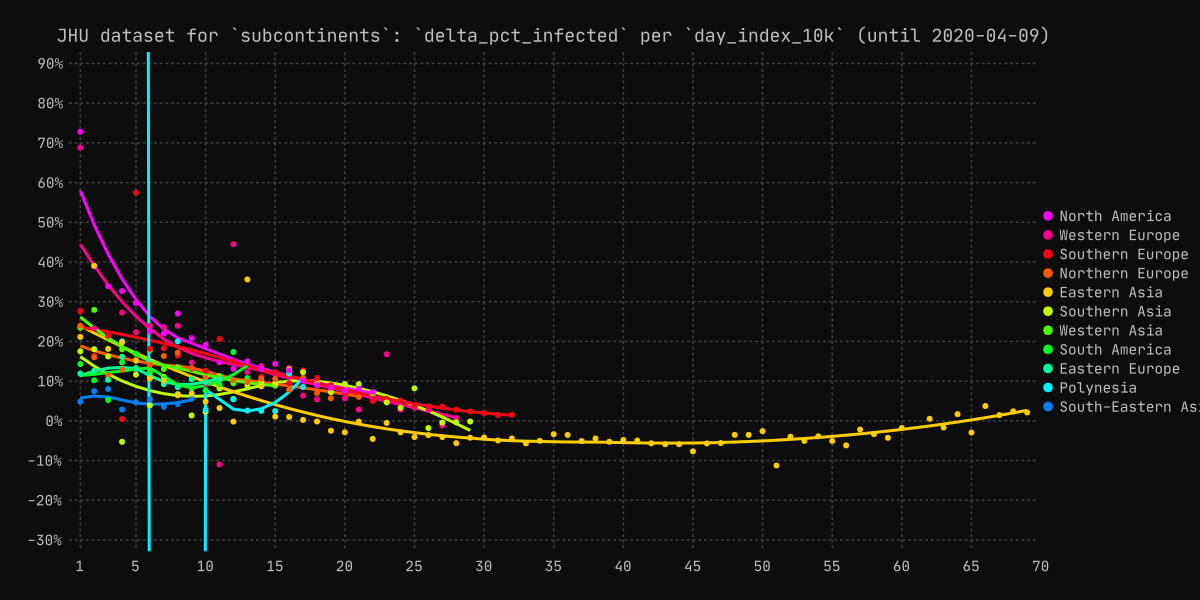 JHU dataset for `subcontinents`: `delta_pct_infected` per `day_index_10k` (until 2020-04-09)
90%
80%
70%
60%
50%
40%
30%
20%
10%
0%
-10%
-20%
-30%
1 5 10 15 20 25 30 35 40 45 50 55 60 65 70
North America
Western Europe
Southern Europe
Northern Europe
Eastern Asia
Southern Asia
Western Asia
South America
Eastern Europe
Polynesia
South-Eastern As